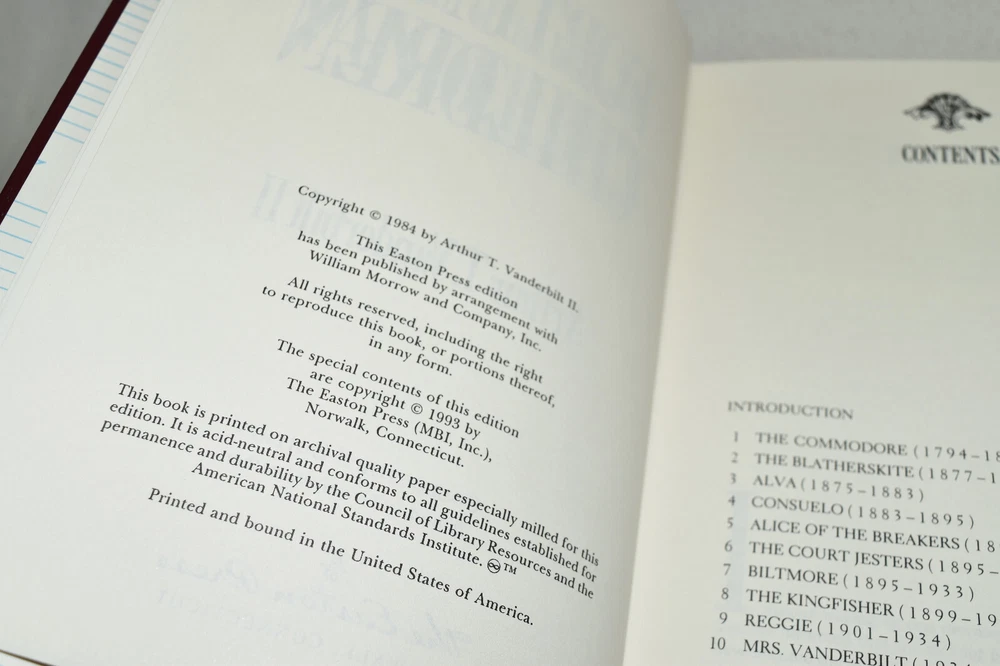 Copyright © 1984 by Arthur T. Vanderbilt II.
This Easton Press edition
has been published by arrangement with
William Morrow and Company, Inc.
All rights reserved, including the right
to reproduce this book, or portions thereof,
in any form.
The special contents of this edition
are copyright © 1993 by
The Easton Press (MBI, Inc.),
Norwalk, Connecticut.
This book is printed on archival quality paper especially milled for this
edition. It is acid-neutral and conforms to all guidelines established for
permanence and durability by the Council of Library Resources and the
American National Standards Institute. ♾™
Printed and bound in the United States of America.
CONTENTS
INTRODUCTION
1 THE COMMODORE (1794–18
2 THE BLATHERSKITE (1877–1
3 ALVA (1875–1883)
4 CONSUELO (1883–1895)
5 ALICE OF THE BREAKERS (18
6 THE COURT JESTERS (1895–
7 BILTMORE (1895–1933)
8 THE KINGFISHER (1899–19
9 REGGIE (1901–1934)
10 MRS. VANDERBILT (19